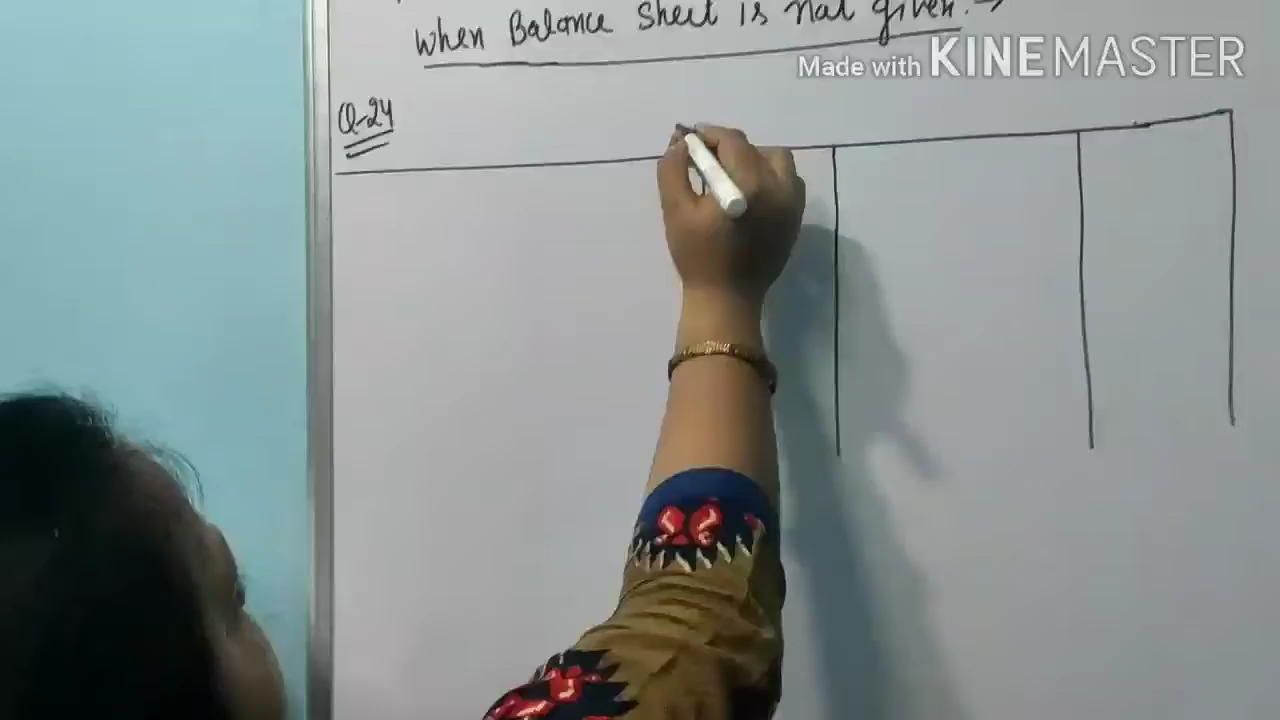 when Balance Sheet is not given. →
Made with KINEMASTER
Q-24